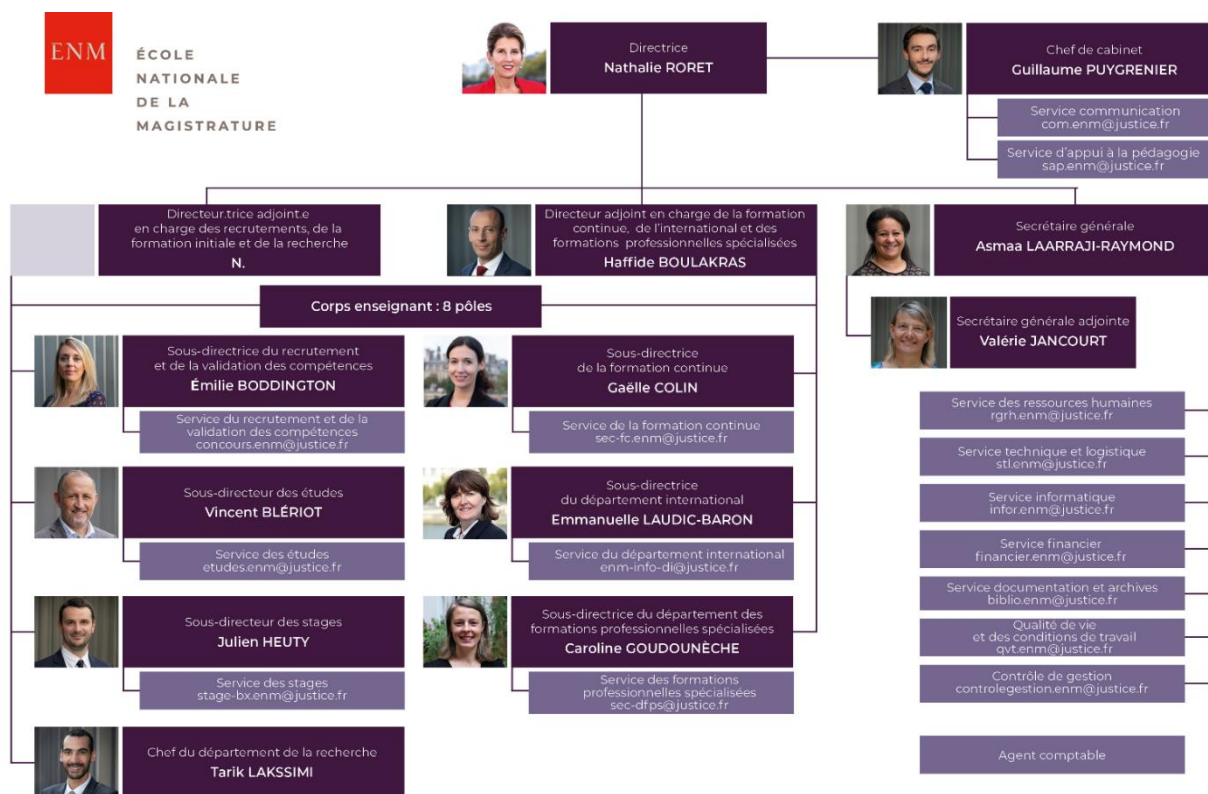 ENM
ÉCOLE
NATIONALE
DE LA
MAGISTRATURE
Directrice
Nathalie RORET
Chef de cabinet
Guillaume PUYGRENIER
Service communication
com.enm@justice.fr
Service d'appui à la pédagogie
sap.enm@justice.fr
Directeur.trice adjoint.e
en charge des recrutements, de la
formation initiale et de la recherche
N.
Directeur adjoint en charge de la formation
continue, de l'international et des
formations professionnelles spécialisées
Haffide BOULAKRAS
Secrétaire générale
Asmaa LAARRAJI-RAYMOND
Secrétaire générale adjointe
Valérie JANCOURT
Corps enseignant : 8 pôles
Sous-directrice du recrutement
et de la validation des compétences
Émilie BODDINGTON
Service du recrutement et de la
validation des compétences
concours.enm@justice.fr
Sous-directrice
de la formation continue
Gaëlle COLIN
Service de la formation continue
sec-fc.enm@justice.fr
Sous-directeur des études
Vincent BLÉRIOT
Service des études
etudes.enm@justice.fr
Sous-directrice
du département international
Emmanuelle LAUDIC-BARON
Service du département international
enm-info-di@justice.fr
Sous-directeur des stages
Julien HEUTY
Service des stages
stage-bx.enm@justice.fr
Sous-directrice du département des
formations professionnelles spécialisées
Caroline GOUDOUNÈCHE
Service des formations
professionnelles spécialisées
sec-dfps@justice.fr
Chef du département de la recherche
Tarik LAKSSIMI
Service des ressources humaines
rgrh.enm@justice.fr
Service technique et logistique
stl.enm@justice.fr
Service informatique
infor.enm@justice.fr
Service financier
financier.enm@justice.fr
Service documentation et archives
biblio.enm@justice.fr
Qualité de vie
et des conditions de travail
qvt.enm@justice.fr
Contrôle de gestion
controlegestion.enm@justice.fr
Agent comptable